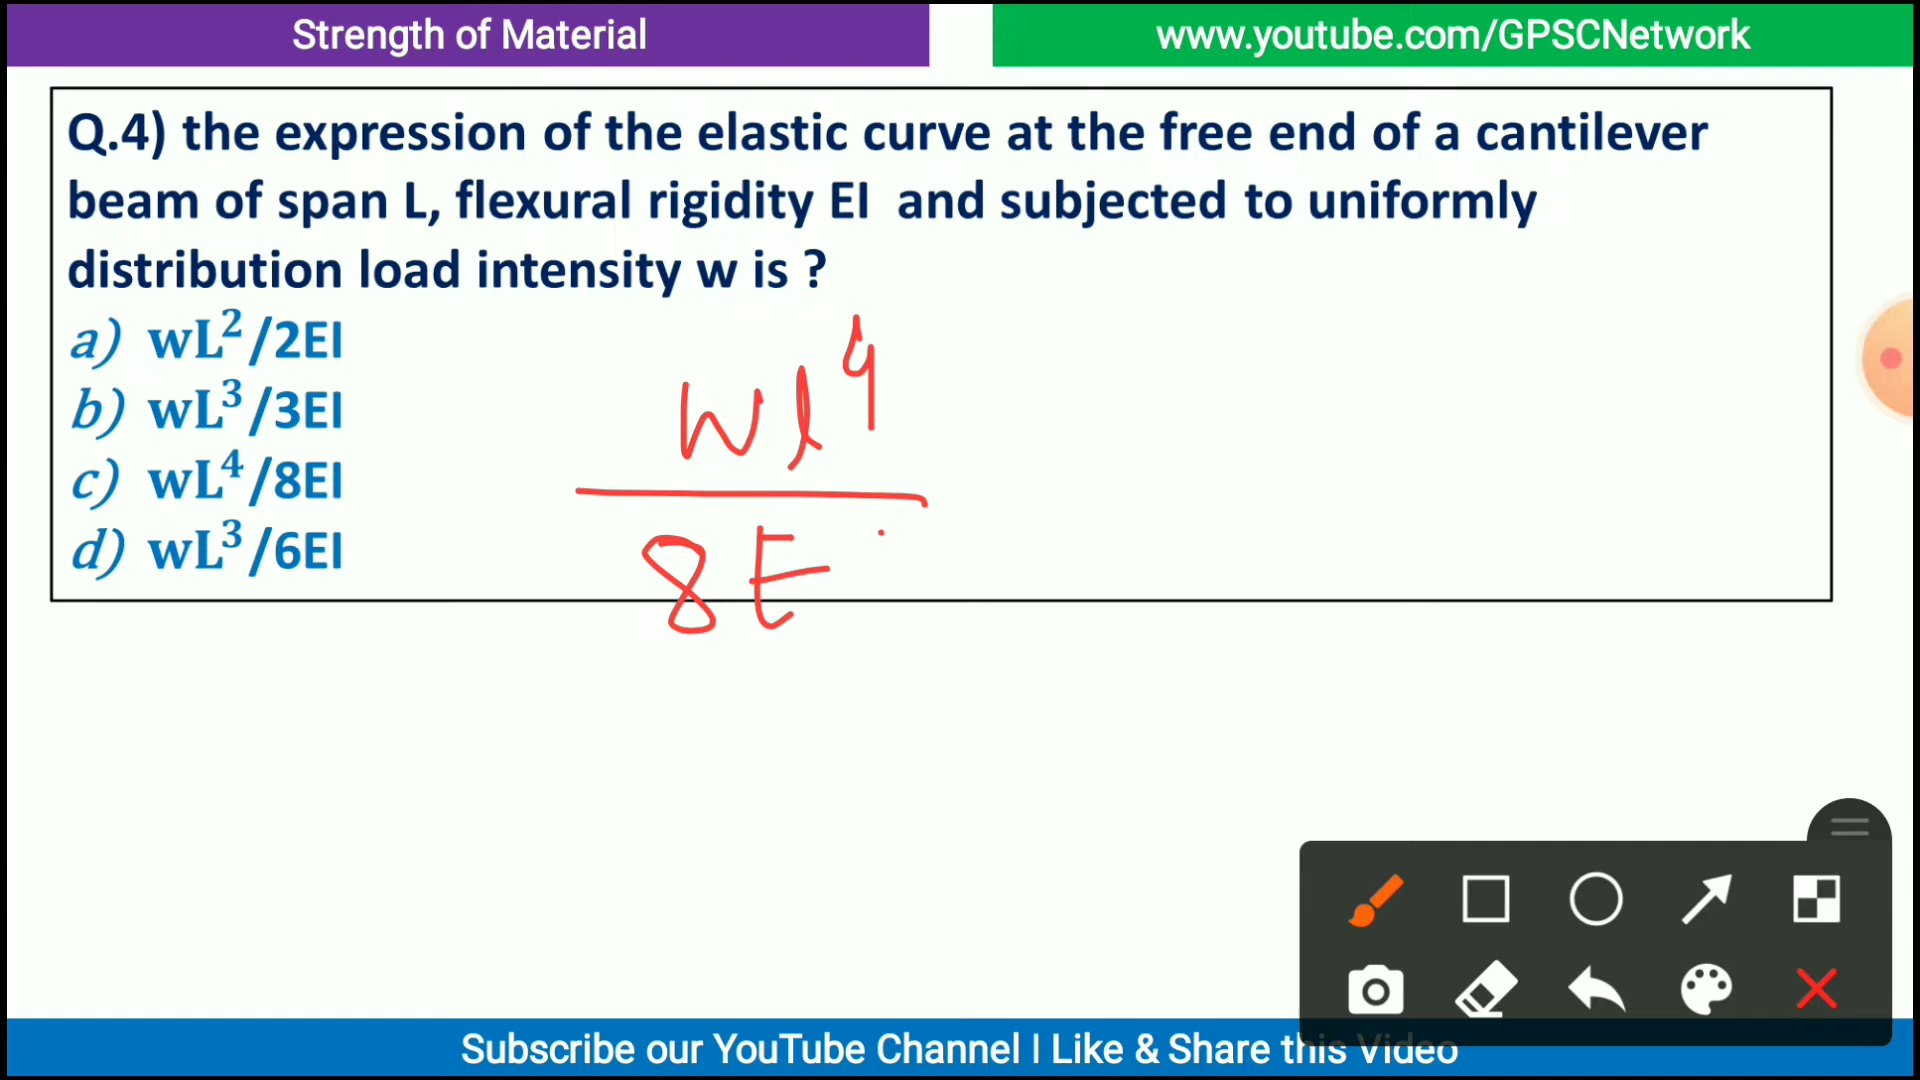 Strength of Material
www.youtube.com/GPSCNetwork
Q.4) the expression of the elastic curve at the free end of a cantilever
beam of span L, flexural rigidity EI and subjected to uniformly
distribution load intensity w is ?
a) wL²/2EI
b) wL³/3EI
c) wL⁴/8EI
d) wL³/6EI
wl⁴
8E
Subscribe our YouTube Channel | Like & Share this Video